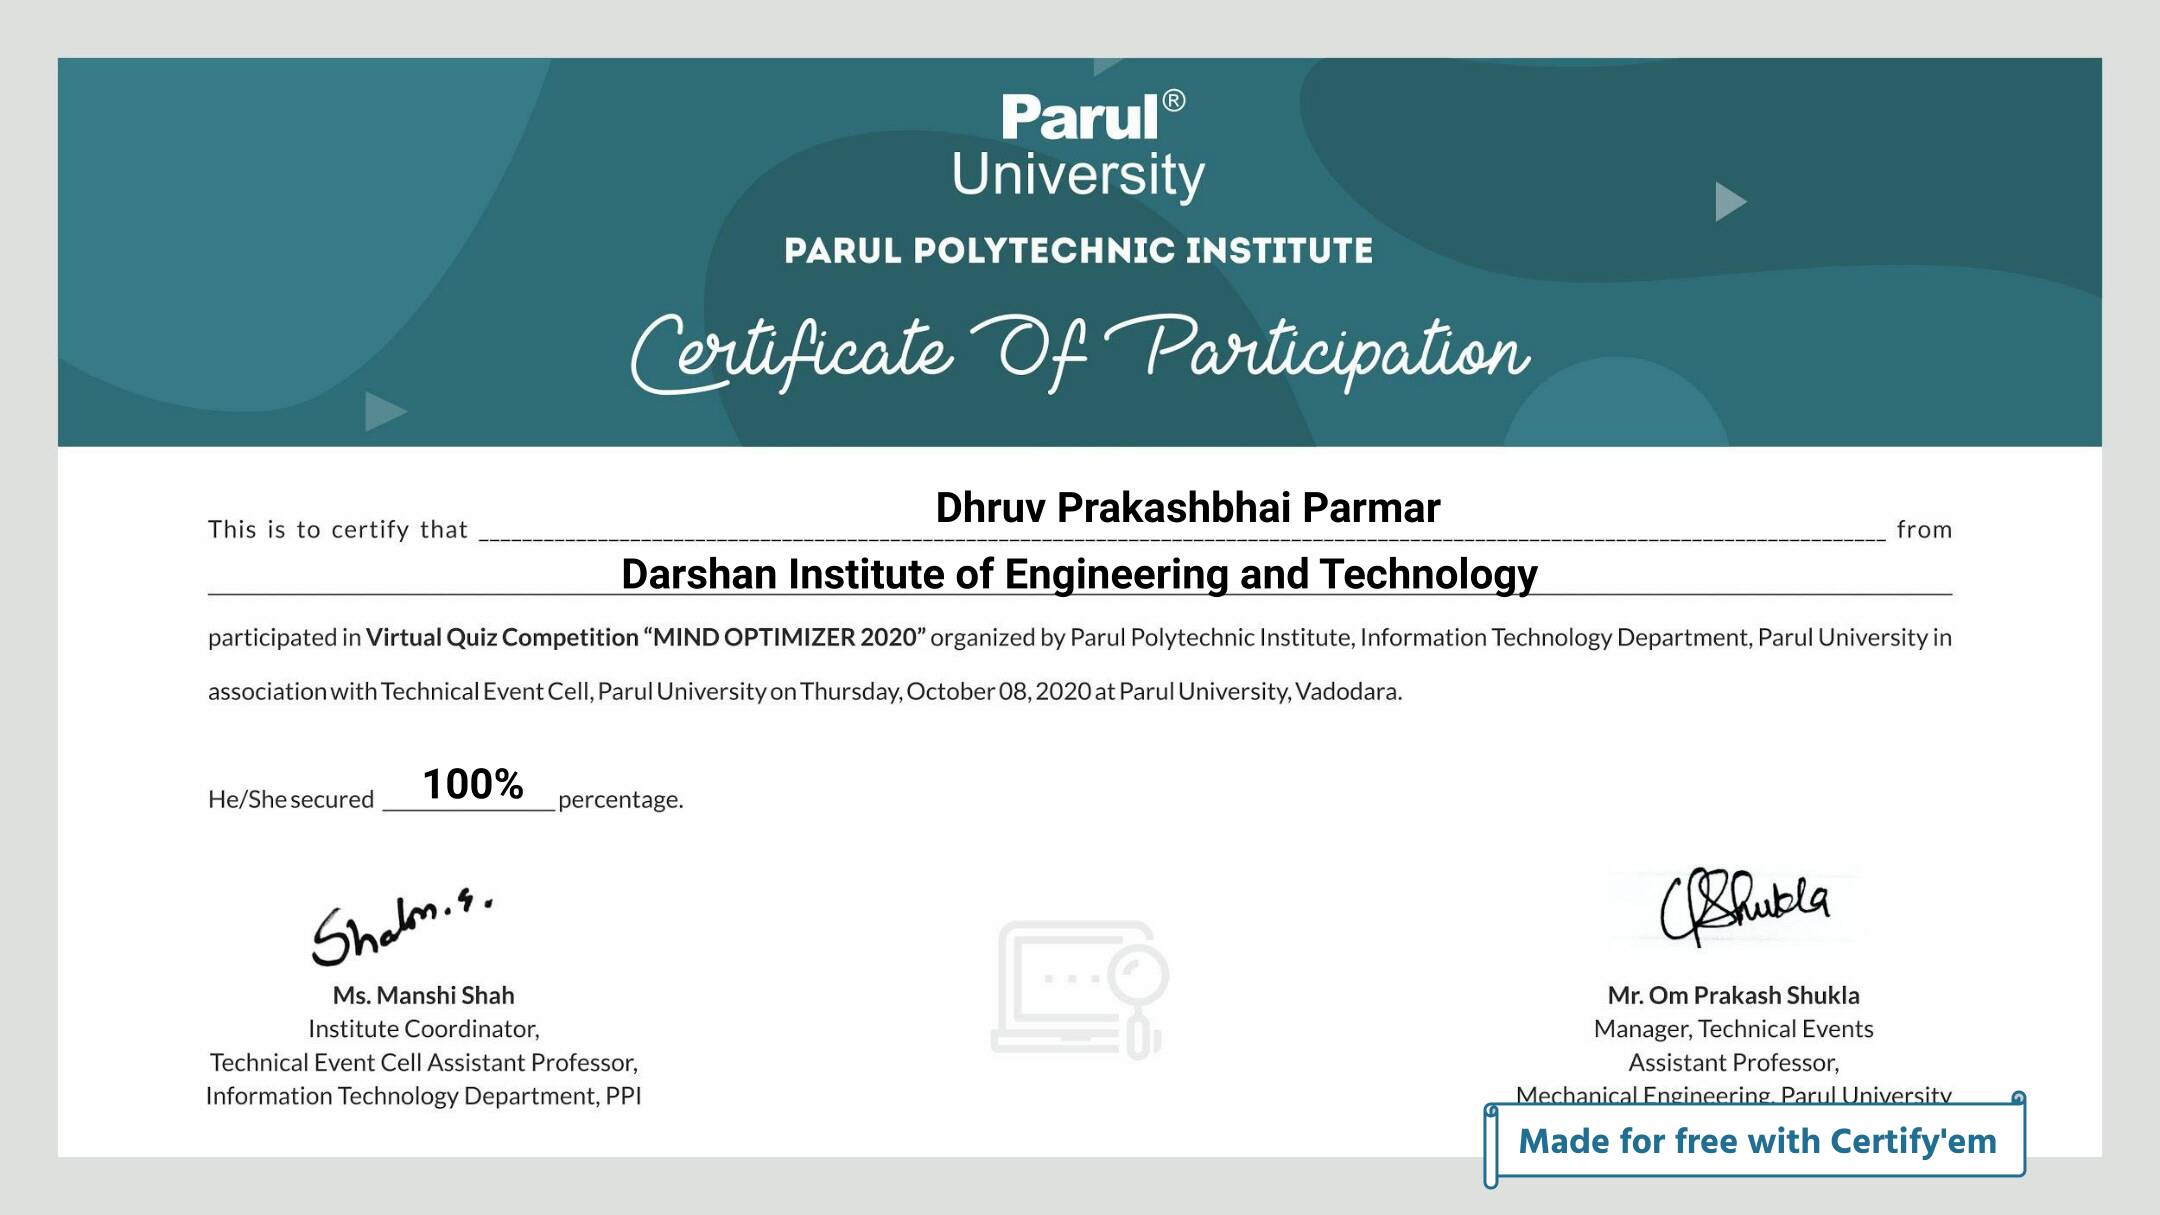 Parul®
University
PARUL POLYTECHNIC INSTITUTE
Certificate Of Participation
This is to certify that Dhruv Prakashbhai Parmar from
Darshan Institute of Engineering and Technology
participated in Virtual Quiz Competition “MIND OPTIMIZER 2020” organized by Parul Polytechnic Institute, Information Technology Department, Parul University in
association with Technical Event Cell, Parul University on Thursday, October 08, 2020 at Parul University, Vadodara.
He/She secured 100% percentage.
Ms. Manshi Shah
Institute Coordinator,
Technical Event Cell Assistant Professor,
Information Technology Department, PPI
Mr. Om Prakash Shukla
Manager, Technical Events
Assistant Professor,
Mechanical Engineering, Parul University
Made for free with Certify'em